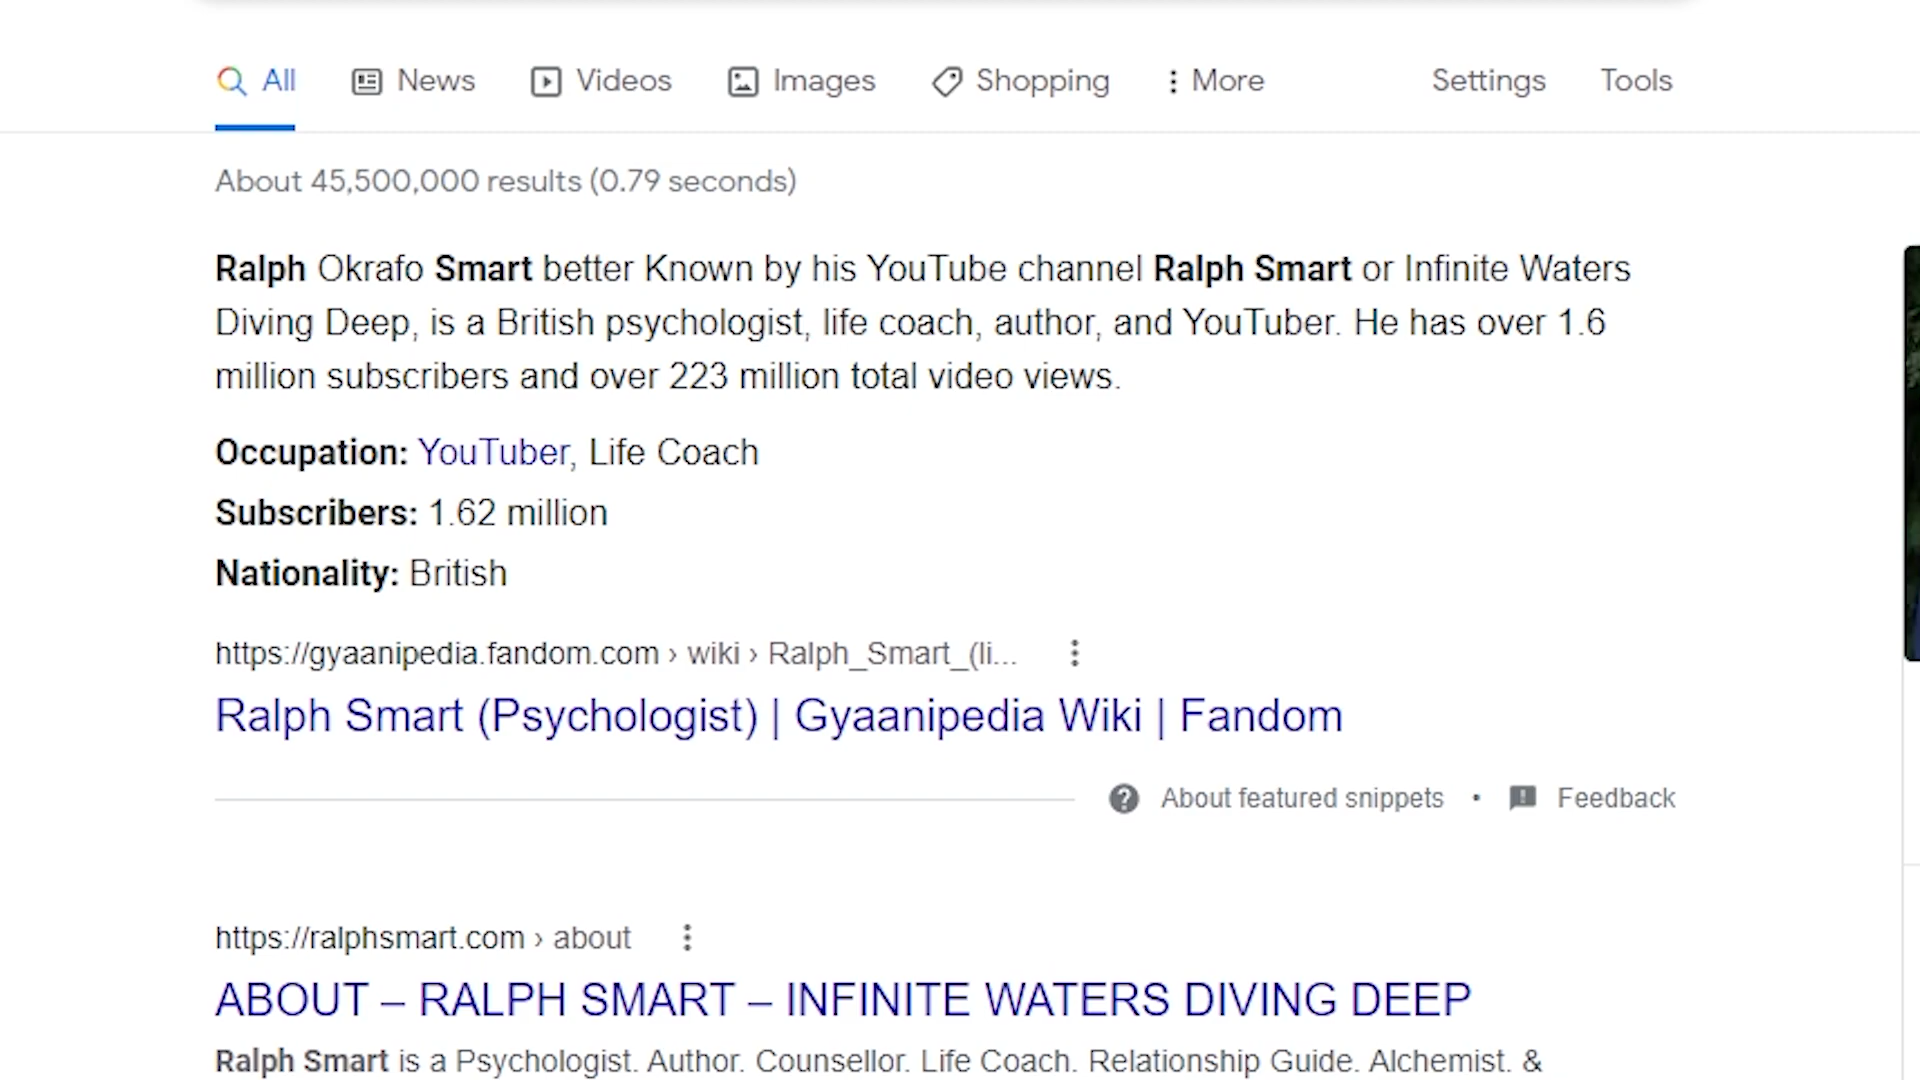 All News Videos Images Shopping More Settings Tools
About 45,500,000 results (0.79 seconds)
Ralph Okrafo Smart better Known by his YouTube channel Ralph Smart or Infinite Waters
Diving Deep, is a British psychologist, life coach, author, and YouTuber. He has over 1.6
million subscribers and over 223 million total video views.
Occupation: YouTuber, Life Coach
Subscribers: 1.62 million
Nationality: British
https://gyaanipedia.fandom.com › wiki › Ralph_Smart_(li...
Ralph Smart (Psychologist) | Gyaanipedia Wiki | Fandom
About featured snippets • Feedback
https://ralphsmart.com › about
ABOUT – RALPH SMART – INFINITE WATERS DIVING DEEP
Ralph Smart is a Psychologist. Author. Counsellor. Life Coach. Relationship Guide. Alchemist. &